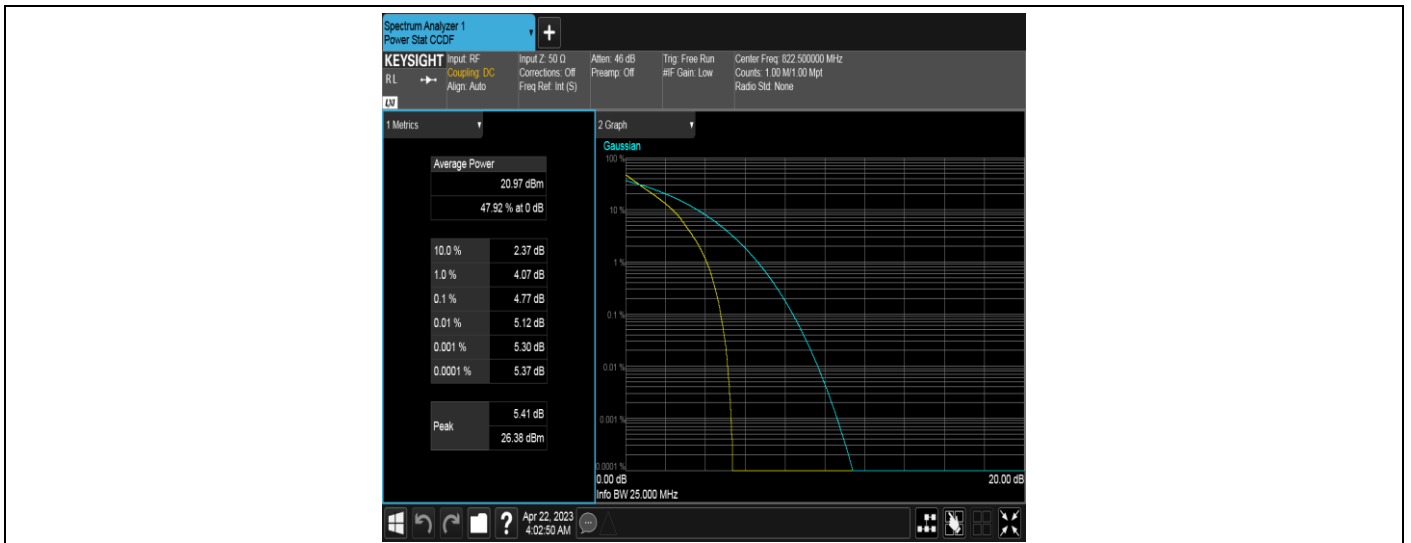 Spectrum Analyzer 1
Power Stat CCDF
+
KEYSIGHT
Input: RF
Input Z: 50 Ω
Atten: 46 dB
Trig: Free Run
Center Freq: 822.500000 MHz
RL
Coupling: DC
Corrections: Off
Preamp: Off
#IF Gain: Low
Counts: 1.00 M/1.00 Mpt
Align: Auto
Freq Ref: Int (S)
Radio Std: None
LXI
1 Metrics
Average Power
20.97 dBm
47.92 % at 0 dB
10.0 % 2.37 dB
1.0 % 4.07 dB
0.1 % 4.77 dB
0.01 % 5.12 dB
0.001 % 5.30 dB
0.0001 % 5.37 dB
Peak
5.41 dB
26.38 dBm
2 Graph
Gaussian
100 %
10 %
1 %
0.1 %
0.01 %
0.001 %
0.0001 %
0.00 dB 20.00 dB
Info BW 25.000 MHz
?
Apr 22, 2023
4:02:50 AM